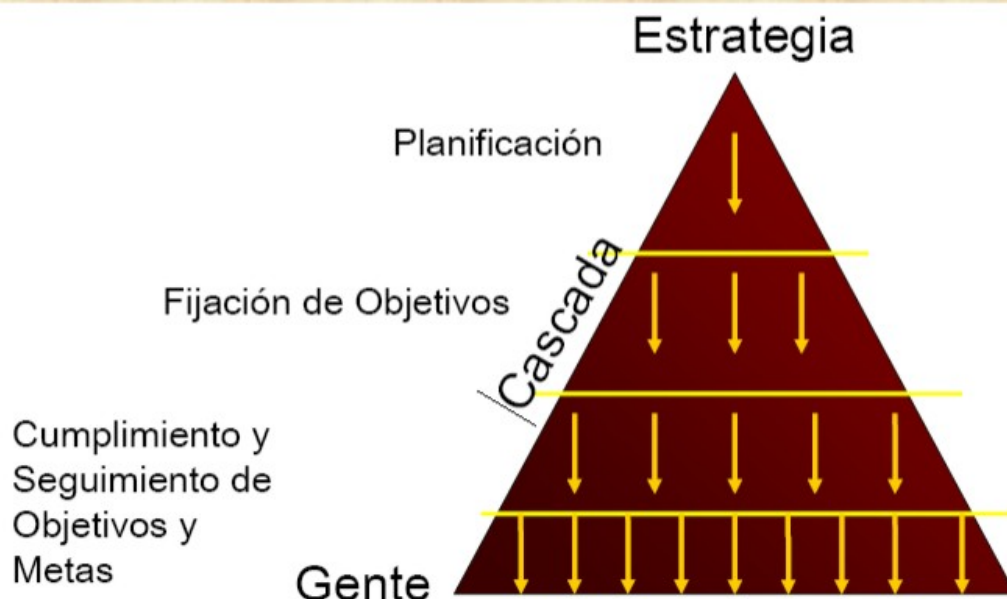 Estrategia
Planificación
Cascada
Fijación de Objetivos
Cumplimiento y
Seguimiento de
Objetivos y
Metas
Gente